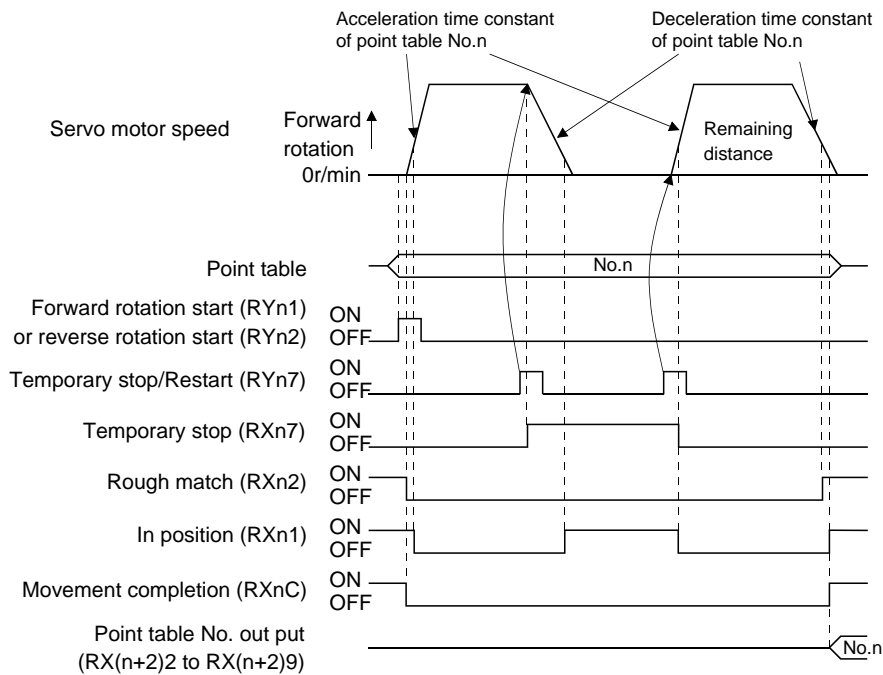 Acceleration time constant
of point table No.n
Deceleration time constant
of point table No.n
Servo motor speed
Forward
rotation
0r/min
Remaining
distance
Point table
No.n
Forward rotation start (RYn1)
or reverse rotation start (RYn2)
ON
OFF
Temporary stop/Restart (RYn7)
ON
OFF
Temporary stop (RXn7)
ON
OFF
Rough match (RXn2)
ON
OFF
In position (RXn1)
ON
OFF
Movement completion (RXnC)
ON
OFF
Point table No. out put
(RX(n+2)2 to RX(n+2)9)
No.n